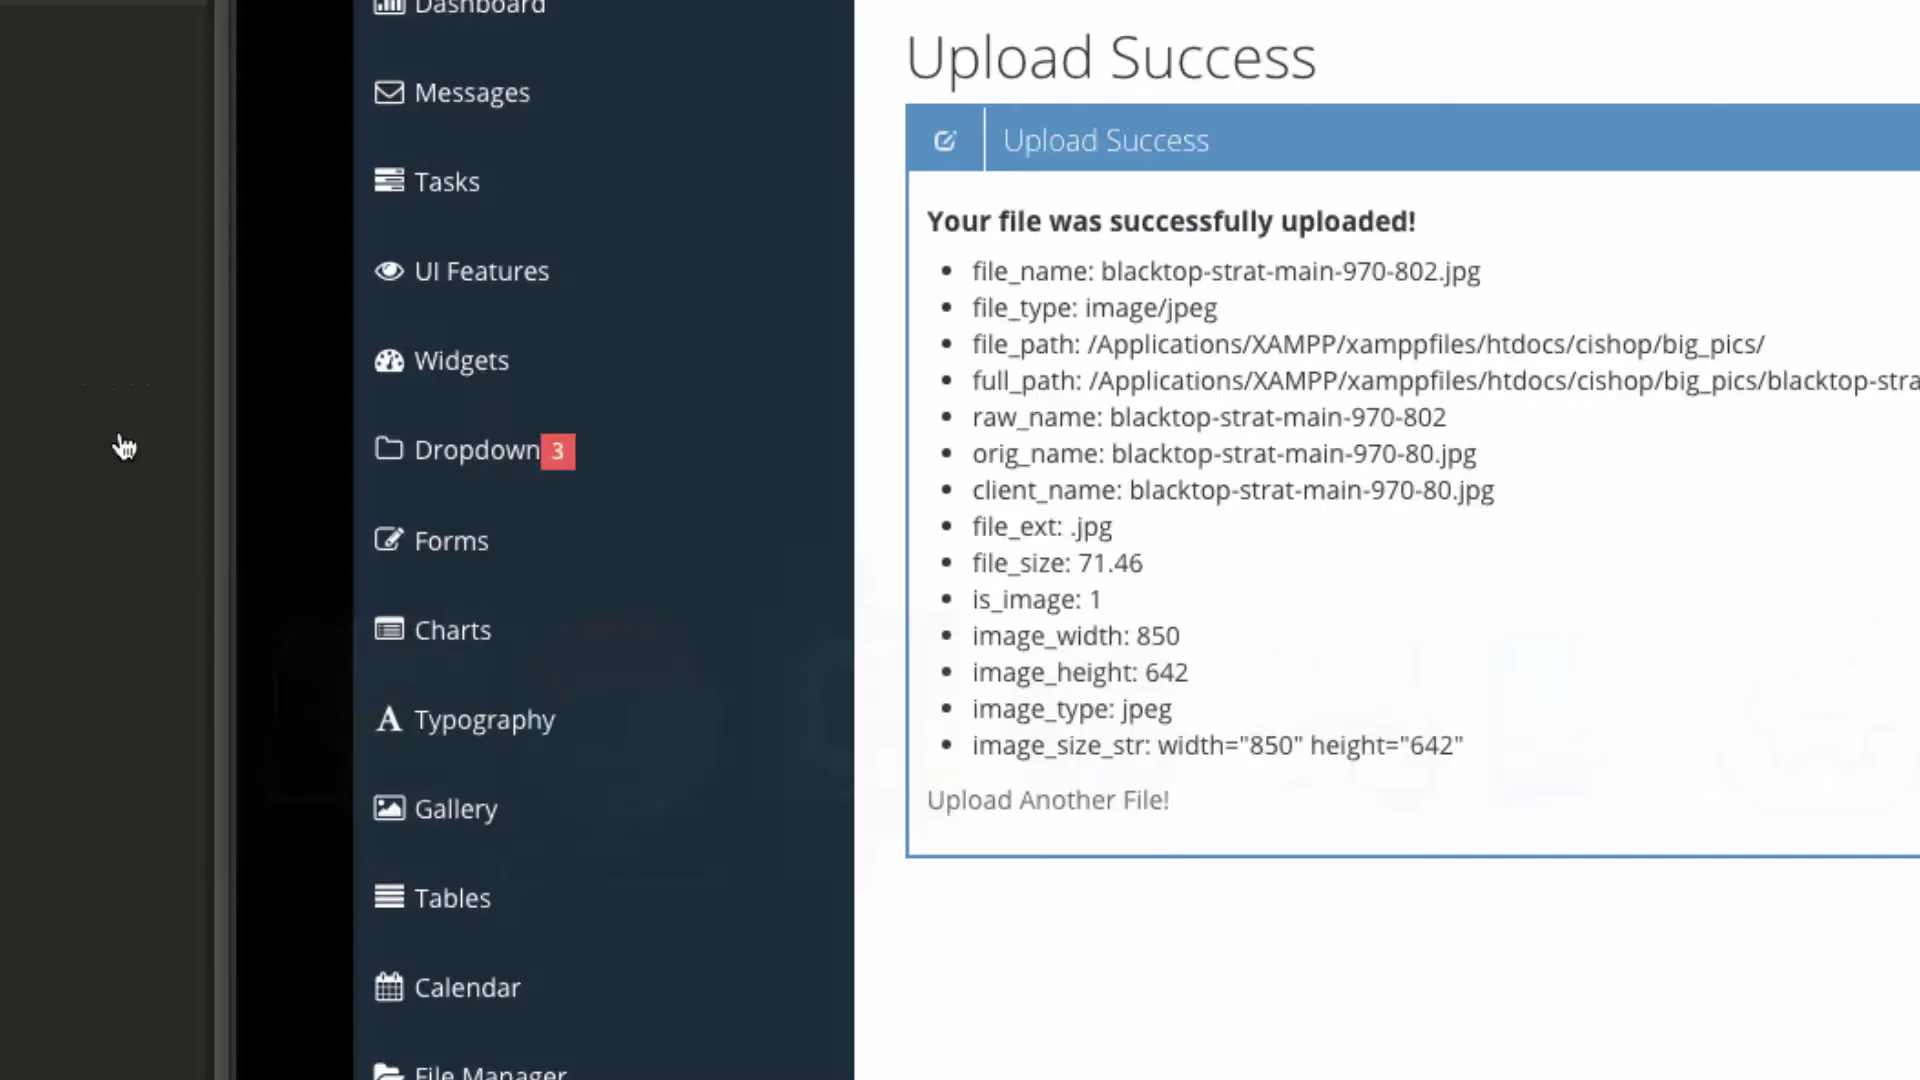 Dashboard
Messages
Tasks
UI Features
Widgets
Dropdown 3
Forms
Charts
Typography
Gallery
Tables
Calendar
File Manager
Upload Success
Upload Success
Your file was successfully uploaded!
file_name: blacktop-strat-main-970-802.jpg
file_type: image/jpeg
file_path: /Applications/XAMPP/xamppfiles/htdocs/cishop/big_pics/
full_path: /Applications/XAMPP/xamppfiles/htdocs/cishop/big_pics/blacktop-stra
raw_name: blacktop-strat-main-970-802
orig_name: blacktop-strat-main-970-80.jpg
client_name: blacktop-strat-main-970-80.jpg
file_ext: .jpg
file_size: 71.46
is_image: 1
image_width: 850
image_height: 642
image_type: jpeg
image_size_str: width="850" height="642"
Upload Another File!